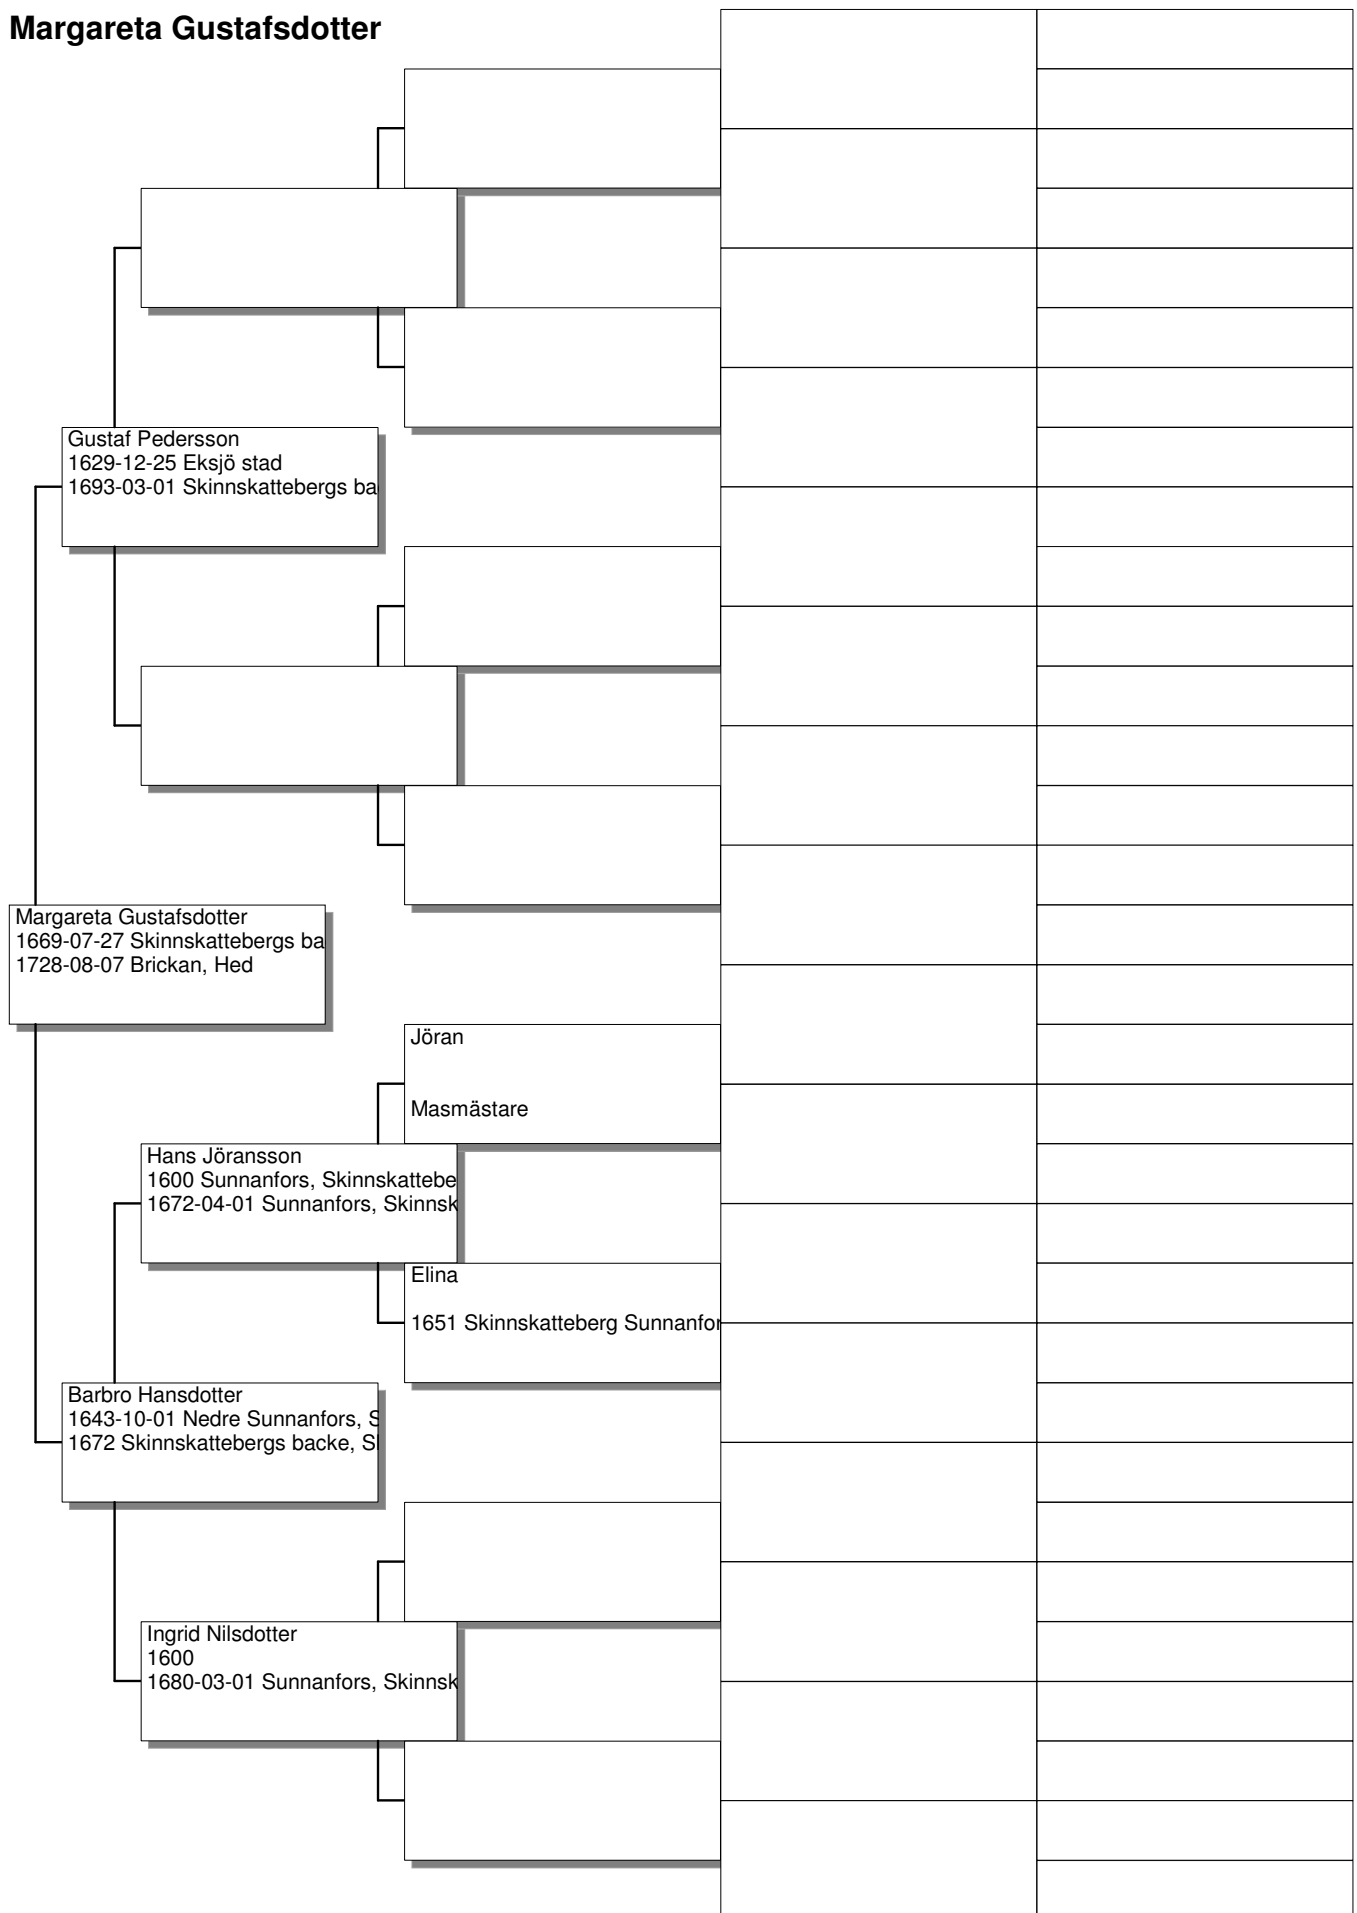 Margareta Gustafsdotter
Gustaf Pedersson
1629-12-25 Eksjö stad
1693-03-01 Skinnskattebergs ba
Margareta Gustafsdotter
1669-07-27 Skinnskattebergs ba
1728-08-07 Brickan, Hed
Jöran
Masmästare
Hans Jöransson
1600 Sunnanfors, Skinnskattebe
1672-04-01 Sunnanfors, Skinnsk
Elina
1651 Skinnskatteberg Sunnanfor
Barbro Hansdotter
1643-10-01 Nedre Sunnanfors, S
1672 Skinnskattebergs backe, S
Ingrid Nilsdotter
1600
1680-03-01 Sunnanfors, Skinnsk